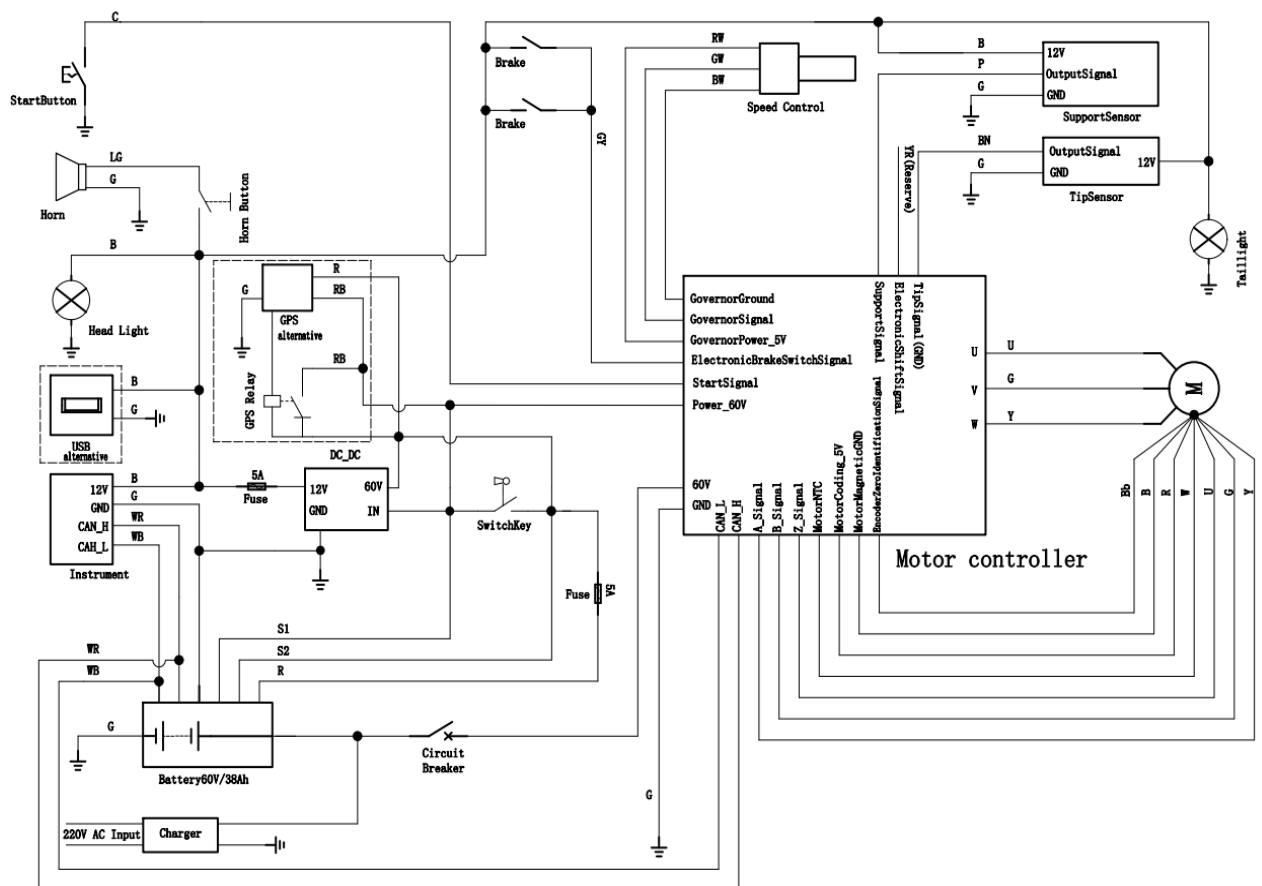 C
StartButton
LG
G
Horn
Horn Button
B
Head Light
B
G
USB
alternative
12V
GND
CAN_H
CAH_L
B
G
WR
WB
Instrument
R
RB
G
GPS
alternative
RB
GPS Relay
DC_DC
12V
GND
60V
IN
5A
Fuse
SwitchKey
Fuse
5A
S1
S2
R
WR
WB
G
Battery60V/38Ah
Circuit
Breaker
220V AC Input
Charger
Brake
Brake
GY
RW
GW
BW
Speed Control
B
P
G
12V
OutputSignal
GND
SupportSensor
BN
G
OutputSignal
GND
12V
TipSensor
YR(Reserve)
Taillight
GovernorGround
GovernorSignal
GovernorPower_5V
ElectronicBrakeSwitchSignal
StartSignal
Power_60V
60V
GND
SupportSignal
ElectronicShiftSignal
TipSignal(GND)
U
V
W
U
G
Y
M
CAN_L
CAN_H
A_Signal
B_Signal
Z_Signal
MotorNTC
MotorCoding_5V
MotorMagneticGND
EncoderZeroIdentificationSignal
Motor controller
Bb
B
R
W
U
G
Y
G